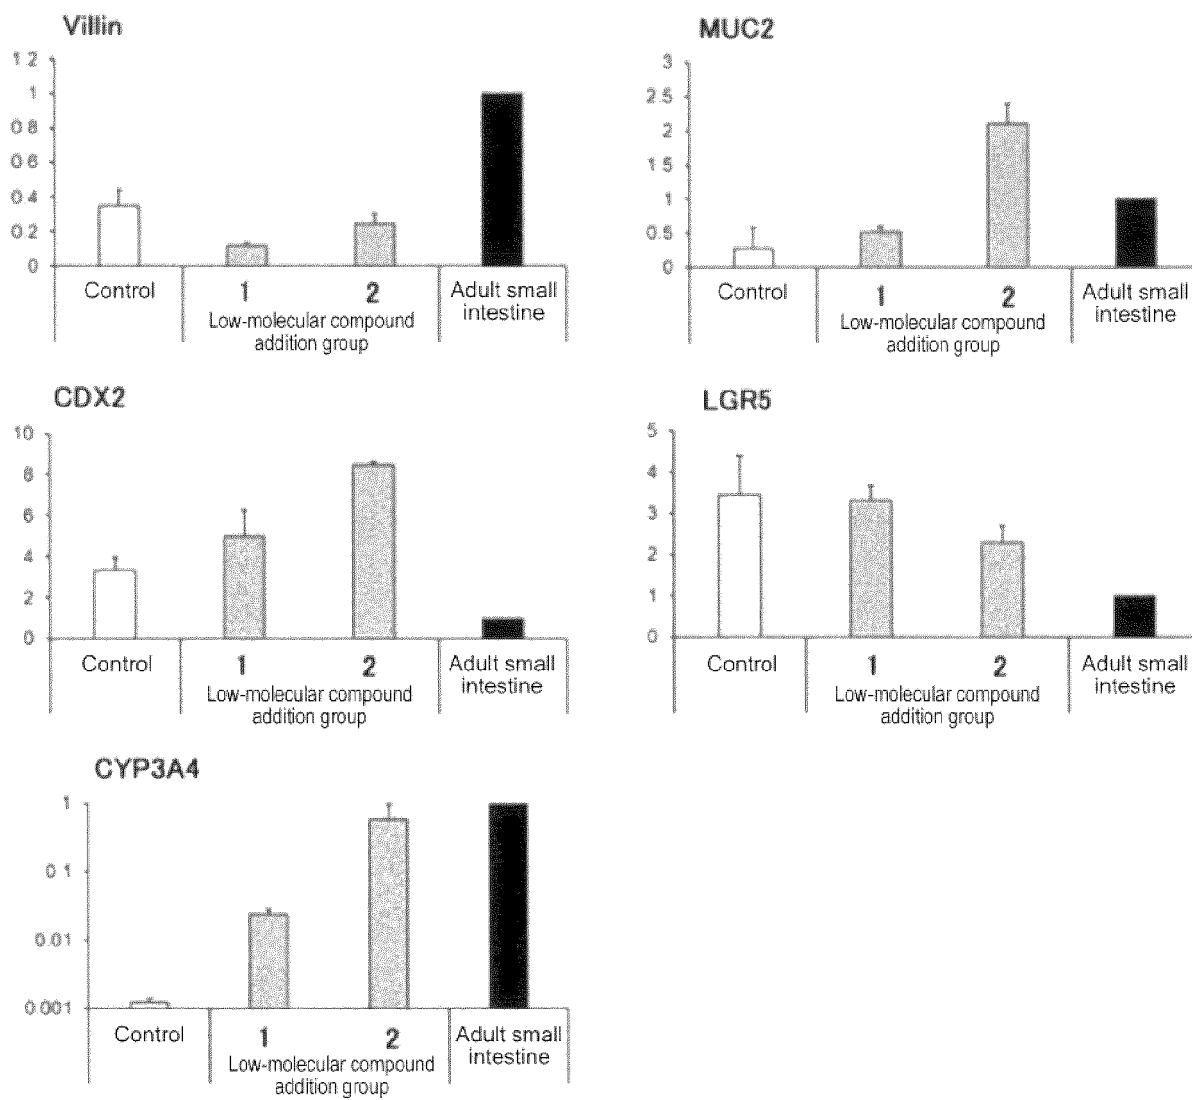 Villin
1 2
1
0 8
0 6
0 4
0 2
0
Control
1
2
Adult small
intestine
Low-molecular compound
addition group
MUC2
3
2.5
2
1.5
1
0.5
0
Control
1
2
Adult small
intestine
Low-molecular compound
addition group
CDX2
10
8
6
4
2
0
Control
1
2
Adult small
intestine
Low-molecular compound
addition group
LGR5
5
4
3
2
1
0
Control
1
2
Adult small
intestine
Low-molecular compound
addition group
CYP3A4
1
0 1
0.01
0.001
Control
1
2
Adult small
intestine
Low-molecular compound
addition group